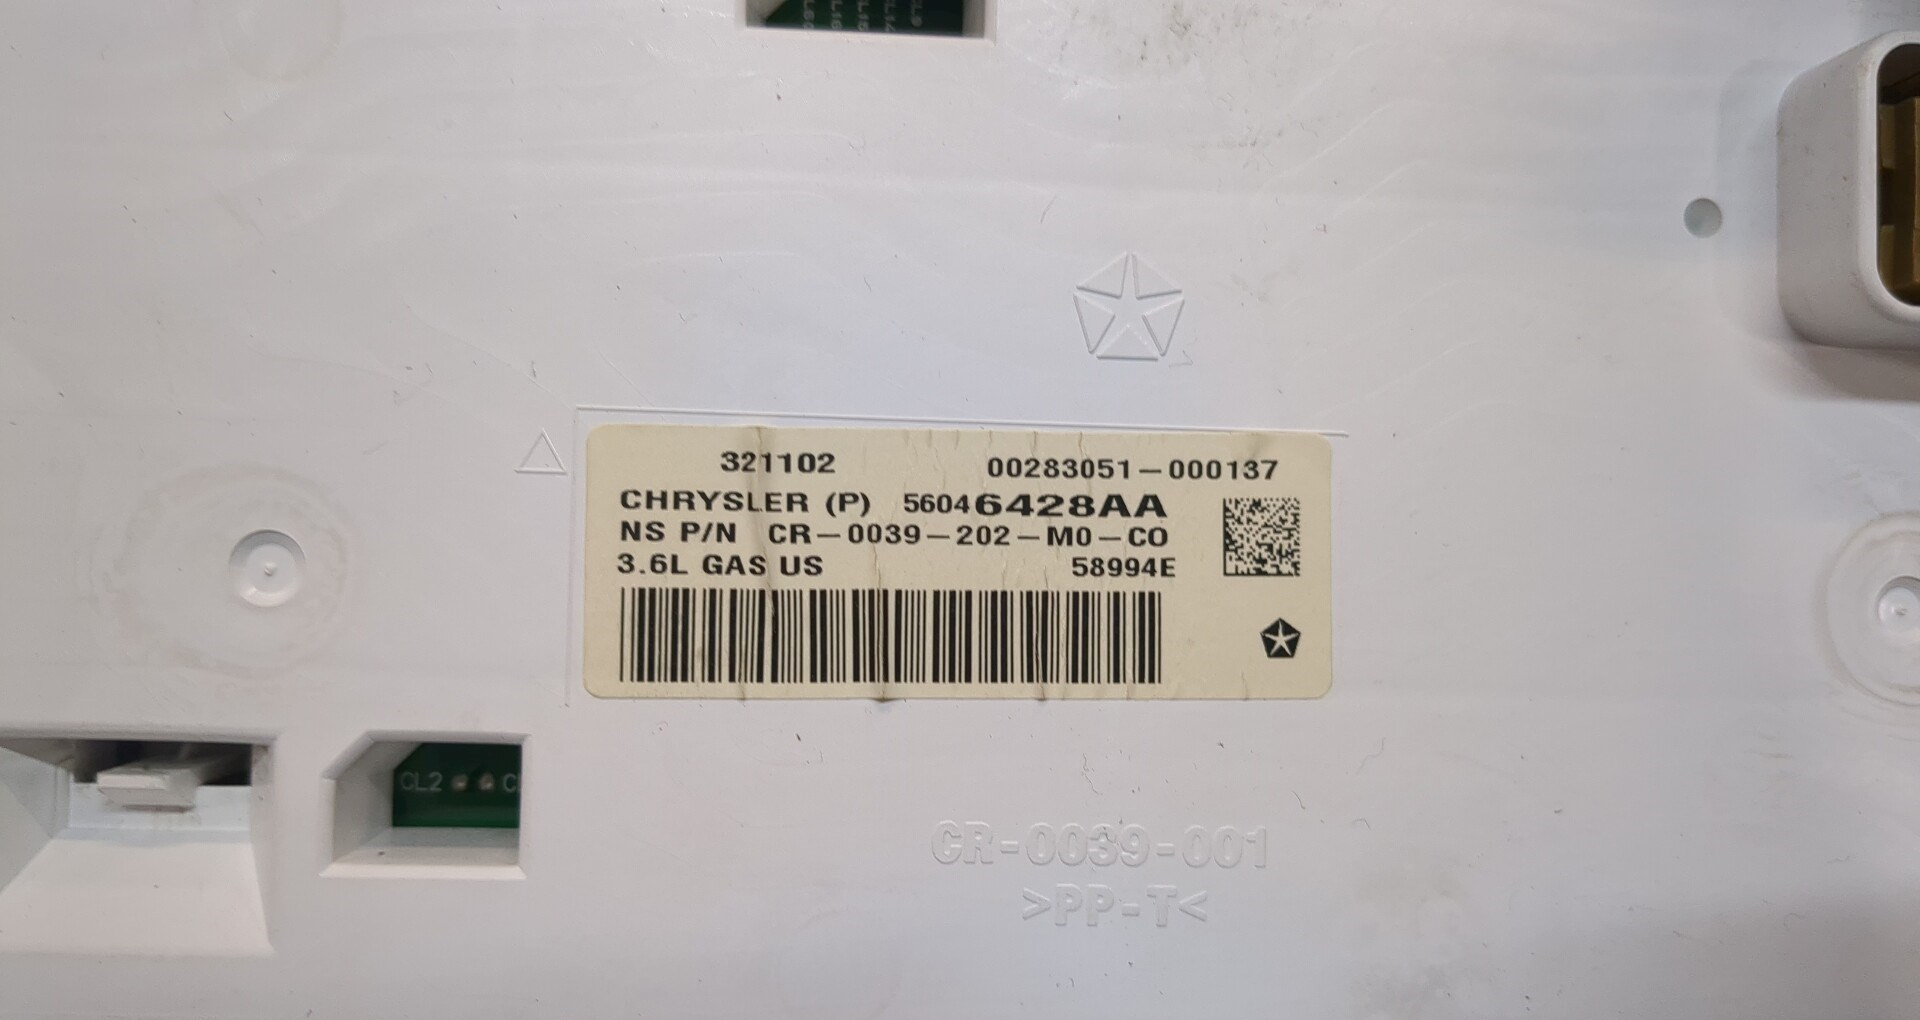 321102 00283051-000137
CHRYSLER (P) 56046428AA
NS P/N CR-0039-202-M0-CO
3.6L GAS US 58994E
CL2
CR-0039-001
>PP-T<